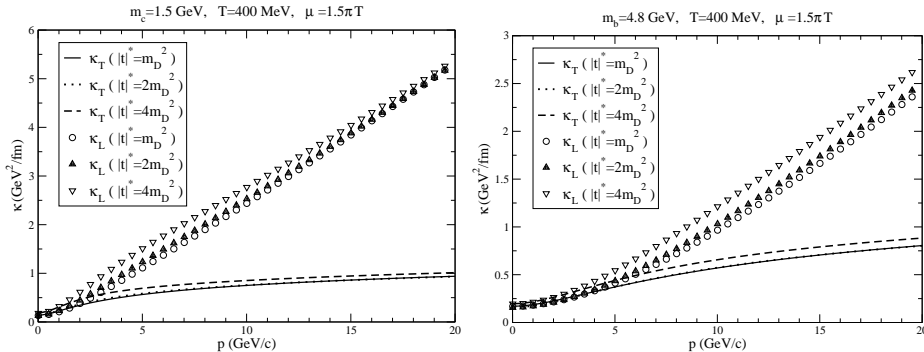 m_c=1.5 GeV, T=400 MeV, μ=1.5πT
κ_T ( |t|^*=m_D^2)
κ_T ( |t|^*=2m_D^2)
κ_T ( |t|^*=4m_D^2)
κ_L ( |t|^*=m_D^2)
κ_L ( |t|^*=2m_D^2)
κ_L ( |t|^*=4m_D^2)
κ (GeV^2/fm)
6
5
4
3
2
1
0
0 5 10 15 20
p (GeV/c)
m_b=4.8 GeV, T=400 MeV, μ=1.5πT
κ_T ( |t|^*=m_D^2)
κ_T ( |t|^*=2m_D^2)
κ_T ( |t|^*=4m_D^2)
κ_L ( |t|^*=m_D^2)
κ_L ( |t|^*=2m_D^2)
κ_L ( |t|^*=4m_D^2)
κ (GeV^2/fm)
3
2.5
2
1.5
1
0.5
0
0 5 10 15 20
p (GeV/c)